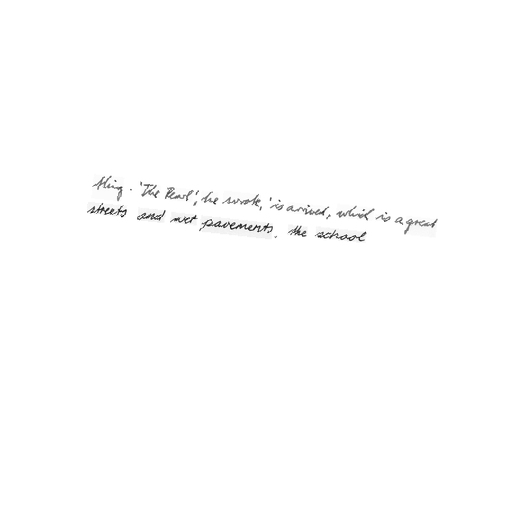 thing. 'The Pearl', he wrote, 'is arrived, which is a great
streets and wet pavements. the school